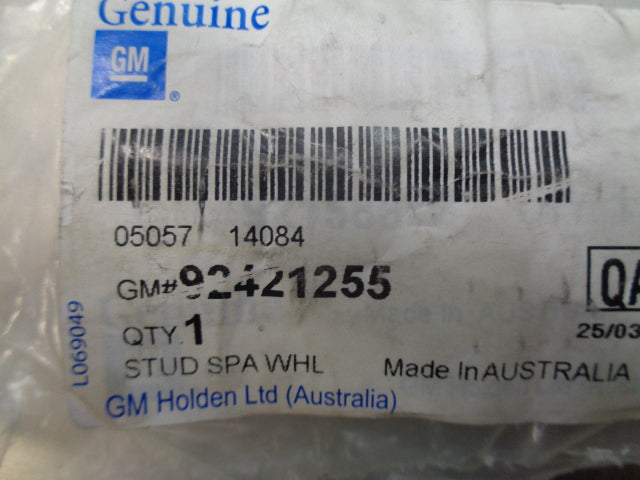 Genuine
GM
®
05057 14084
GM# 92421255
QA
QTY. 1
25/03
STUD SPA WHL Made In AUSTRALIA
GM Holden Ltd (Australia)
L069049